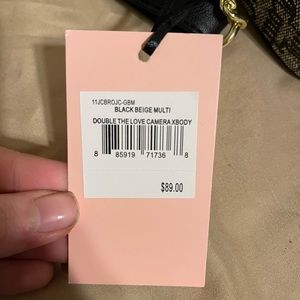 11JCBROJC-GBM
BLACK BEIGE MULTI
DOUBLE THE LOVE CAMERA XBODY
8 85919 71736 8
$89.00